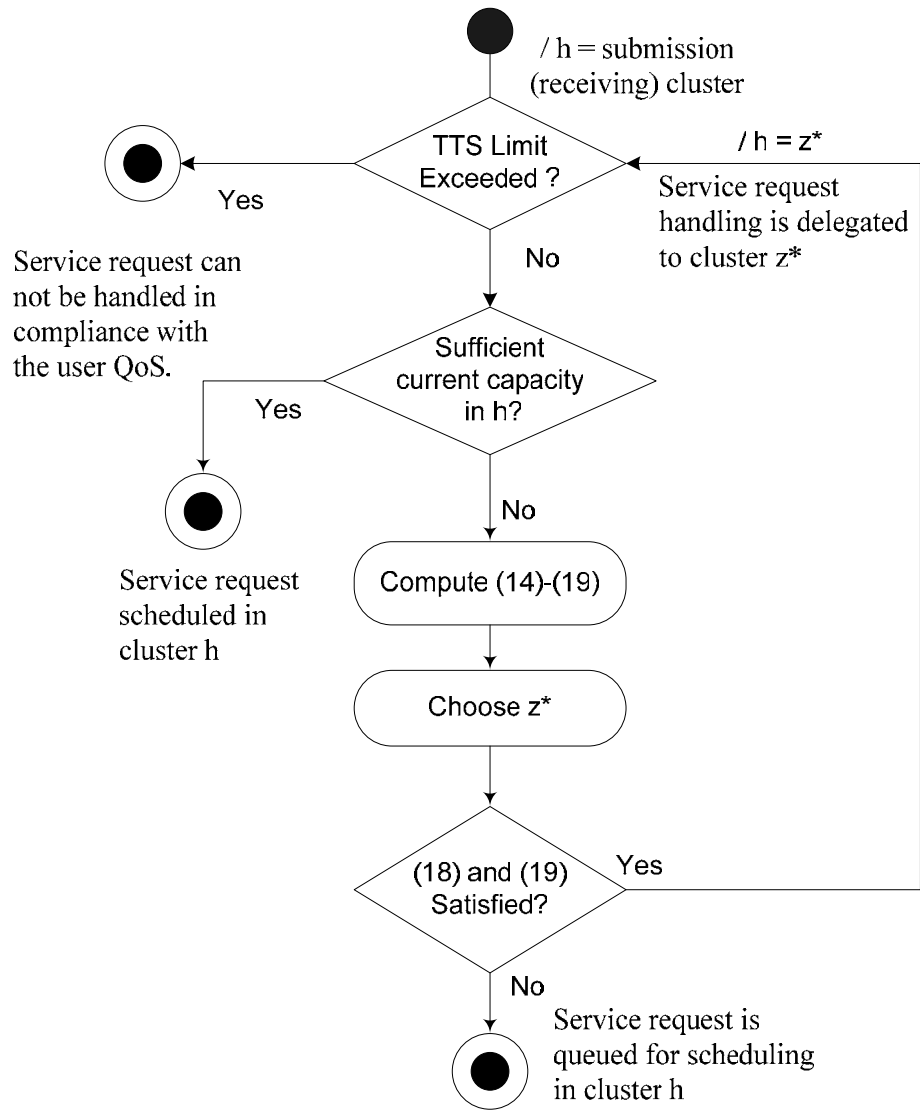 / h = submission
(receiving) cluster
TTS Limit
Exceeded ?
/ h = z*
Yes
Service request
handling is delegated
to cluster z*
No
Service request can
not be handled in
compliance with
the user QoS.
Sufficient
current capacity
in h?
Yes
No
Service request
scheduled in
cluster h
Compute (14)-(19)
Choose z*
(18) and (19)
Satisfied?
Yes
No
Service request is
queued for scheduling
in cluster h